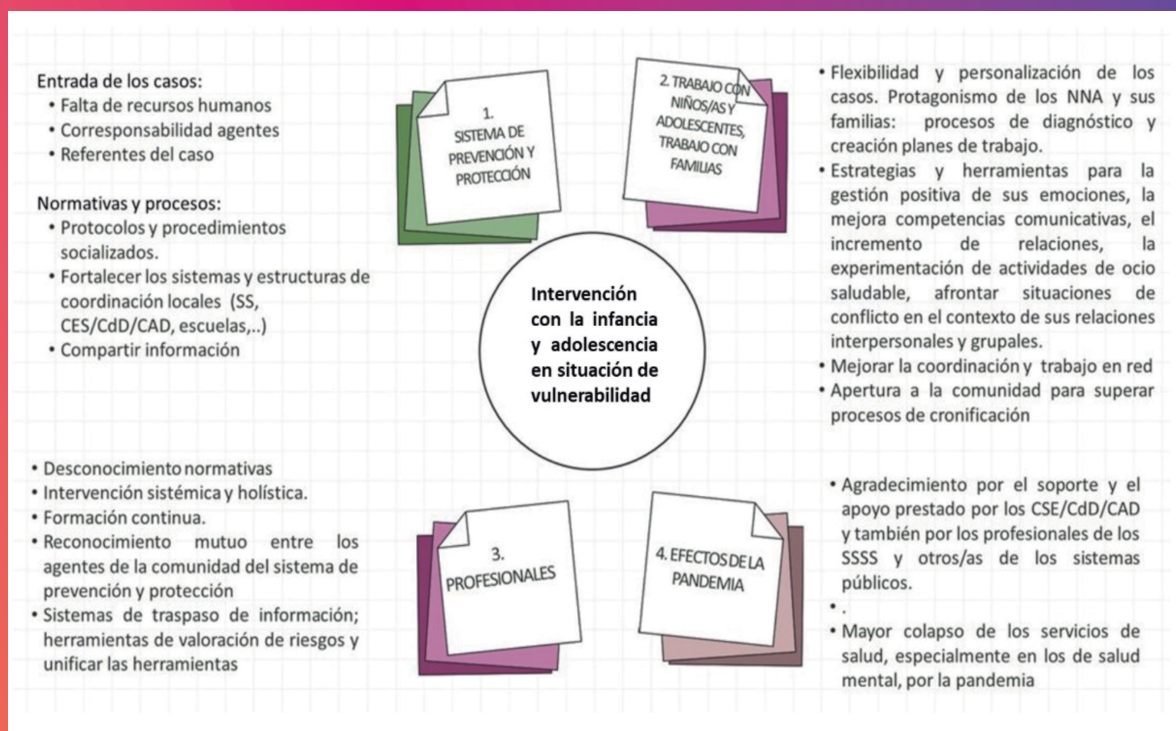 Entrada de los casos:
• Falta de recursos humanos
• Corresponsabilidad agentes
• Referentes del caso
Normativas y procesos:
• Protocolos y procedimientos
socializados.
• Fortalecer los sistemas y estructuras de
coordinación locales (SS,
CES/CdD/CAD, escuelas,..)
• Compartir información
1.
SISTEMA DE
PREVENCIÓN Y
PROTECCIÓN
2. TRABAJO CON
NIÑOS/AS Y
ADOLESCENTES,
TRABAJO CON
FAMILIAS
• Flexibilidad y personalización de los
casos. Protagonismo de los NNA y sus
familias: procesos de diagnóstico y
creación planes de trabajo.
• Estrategias y herramientas para la
gestión positiva de sus emociones, la
mejora competencias comunicativas, el
incremento de relaciones, la
experimentación de actividades de ocio
saludable, afrontar situaciones de
conflicto en el contexto de sus relaciones
interpersonales y grupales.
• Mejorar la coordinación y trabajo en red
• Apertura a la comunidad para superar
procesos de cronificación
Intervención
con la infancia
y adolescencia
en situación de
vulnerabilidad
• Desconocimiento normativas
• Intervención sistémica y holística.
• Formación continua.
• Reconocimiento mutuo entre los
agentes de la comunidad del sistema de
prevención y protección
• Sistemas de traspaso de información;
herramientas de valoración de riesgos y
unificar las herramientas
3.
PROFESIONALES
4. EFECTOS DE LA
PANDEMIA
• Agradecimiento por el soporte y el
apoyo prestado por los CSE/CdD/CAD
y también por los profesionales de los
SSSS y otros/as de los sistemas
públicos.
• .
• Mayor colapso de los servicios de
salud, especialmente en los de salud
mental, por la pandemia